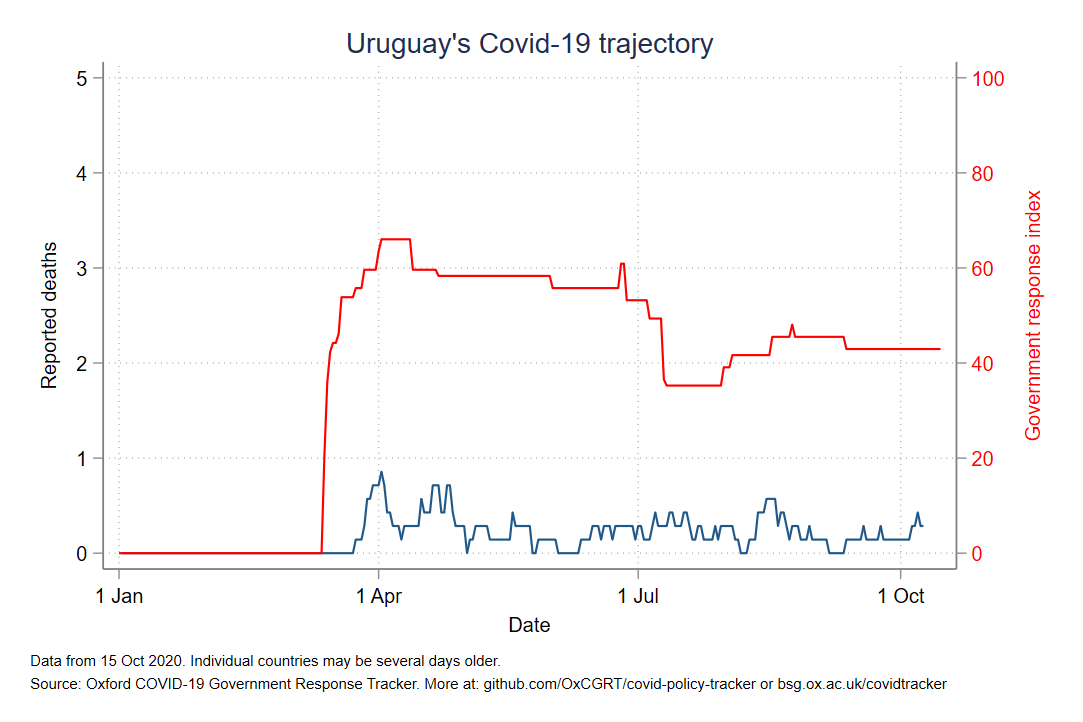 Uruguay's Covid-19 trajectory
5
4
3
2
1
0
Reported deaths
100
80
60
40
20
0
Government response index
1 Jan
1 Apr
1 Jul
1 Oct
Date
Data from 15 Oct 2020. Individual countries may be several days older.
Source: Oxford COVID-19 Government Response Tracker. More at: github.com/OxCGRT/covid-policy-tracker or bsg.ox.ac.uk/covidtracker